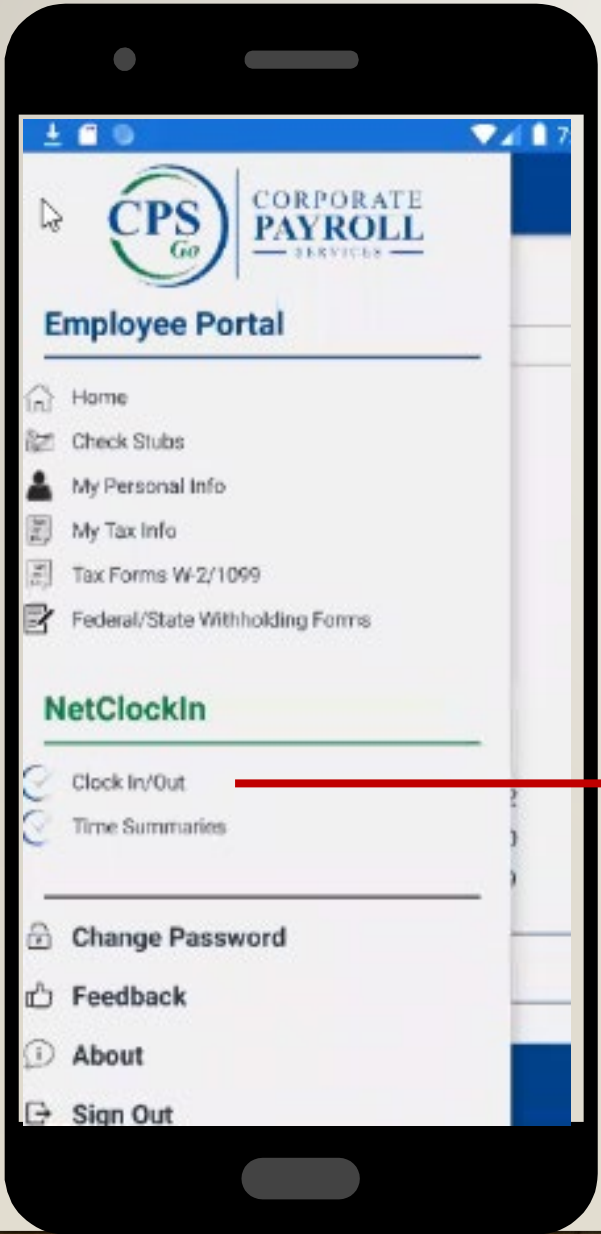 7:
CPS
Go
CORPORATE
PAYROLL
SERVICES
Employee Portal
Home
Check Stubs
My Personal Info
My Tax Info
Tax Forms W-2/1099
Federal/State Withholding Forms
NetClockIn
Clock In/Out
Time Summaries
Change Password
Feedback
About
Sign Out